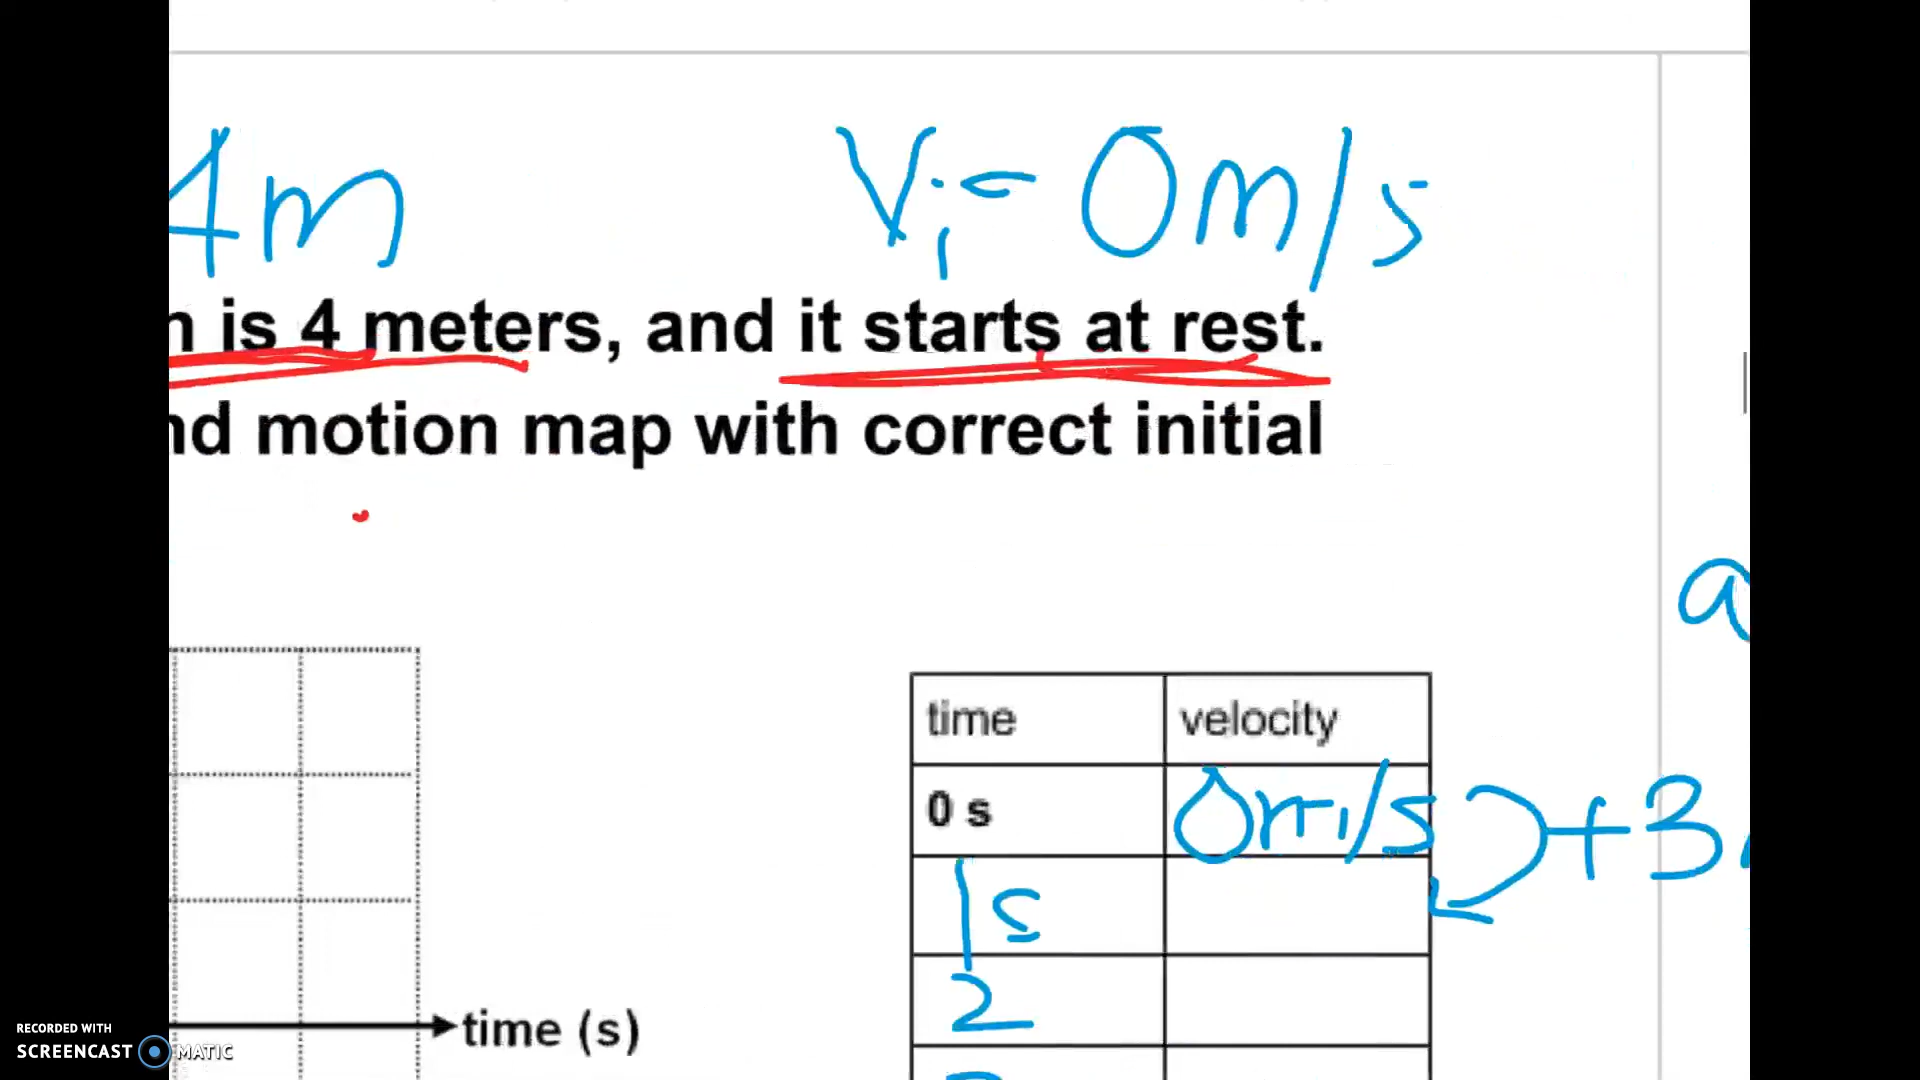 4m Vi = 0m/s
is 4 meters, and it starts at rest.
nd motion map with correct initial
a
time velocity
0 s 0m/s +3
1s
2
time (s)
RECORDED WITH
SCREENCAST MATIC